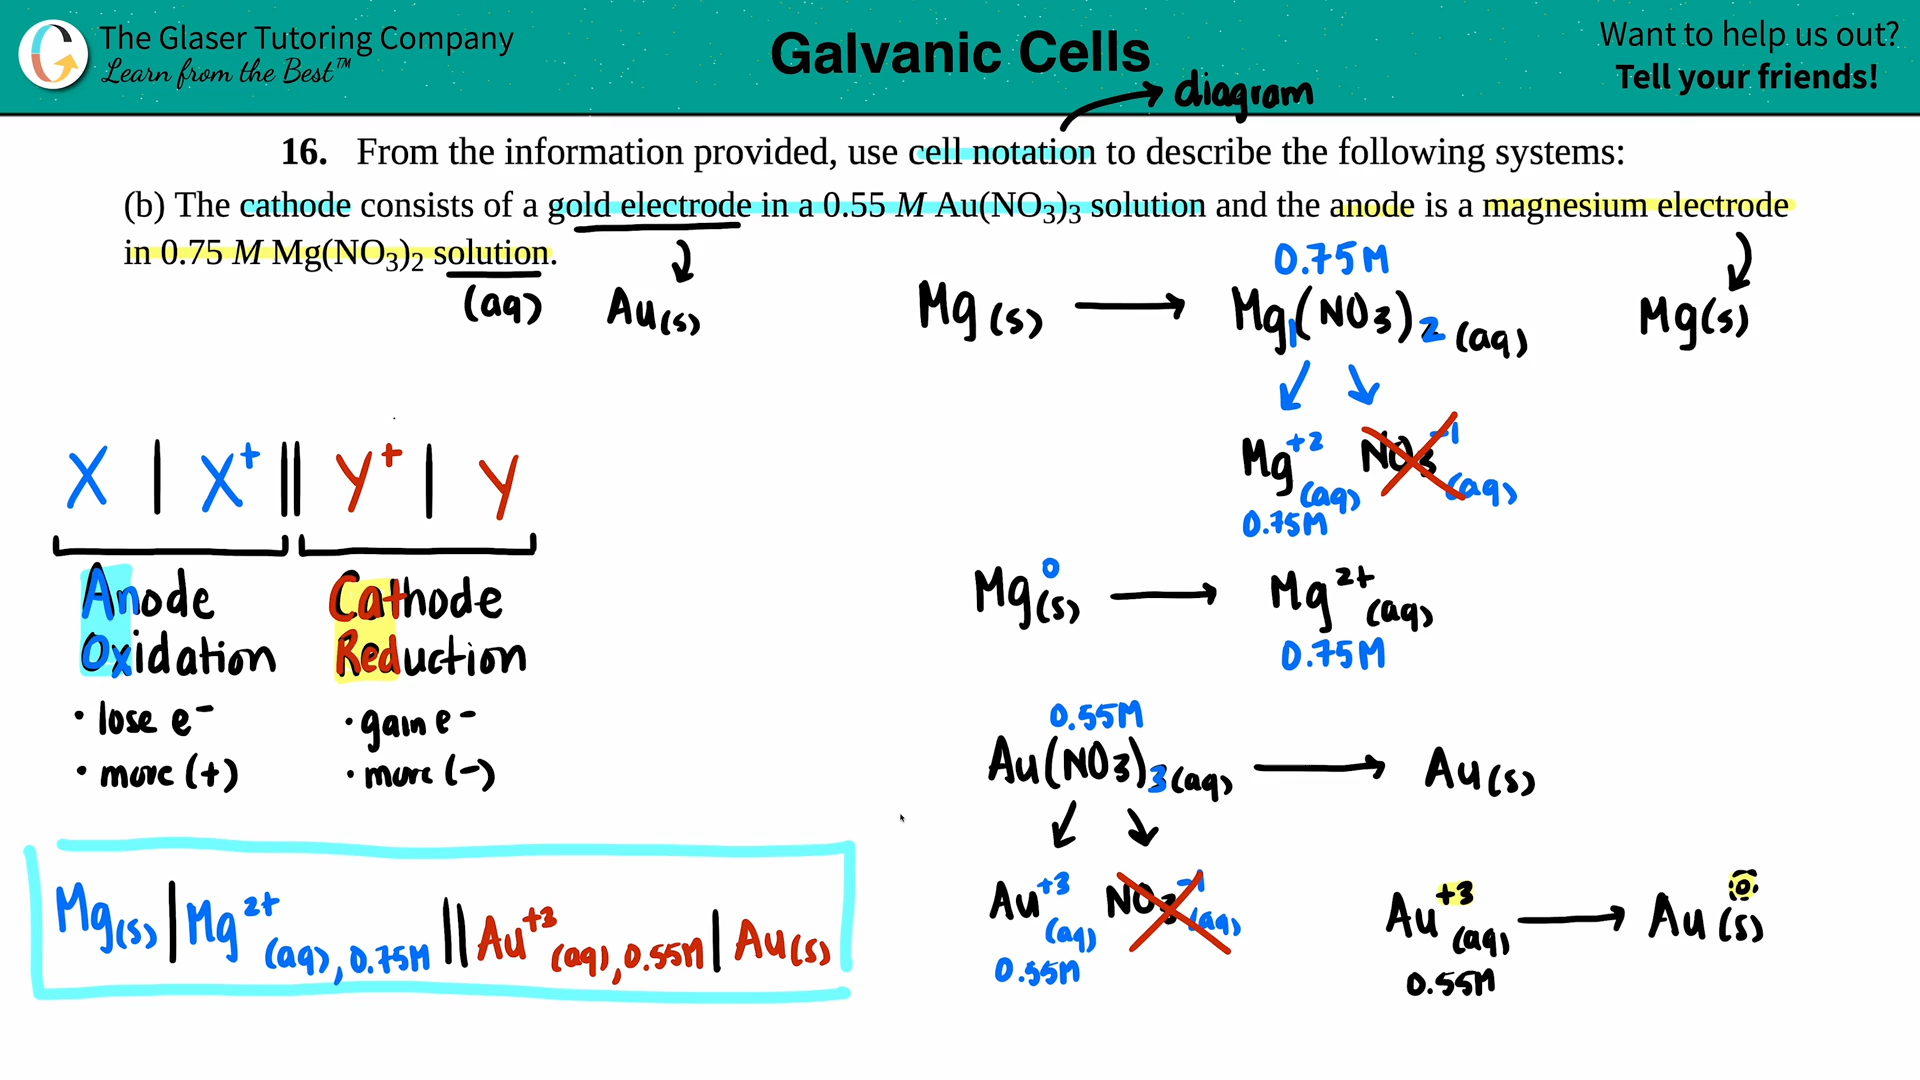 The Glaser Tutoring Company
Learn from the Best™
Galvanic Cells
Want to help us out?
Tell your friends!
diagram
16. From the information provided, use cell notation to describe the following systems:
(b) The cathode consists of a gold electrode in a 0.55 M Au(NO3)3 solution and the anode is a magnesium electrode
in 0.75 M Mg(NO3)2 solution.
(aq)
Au(s)
0.75M
Mg(s) → Mg1(NO3)2 (aq)
Mg(s)
Mg+2(aq) NO3-1(aq)
0.75M
X | X+ || Y+ | Y
Anode
Oxidation
• lose e-
• more (+)
Cathode
Reduction
• gain e-
• more (-)
Mg0(s) → Mg2+(aq)
0.75M
0.55M
Au(NO3)3(aq) → Au(s)
Au+3(aq) NO3-1(aq)
0.55M
Au+3(aq) → Au0(s)
0.55M
Mg(s) | Mg2+(aq), 0.75M || Au+3(aq), 0.55M | Au(s)